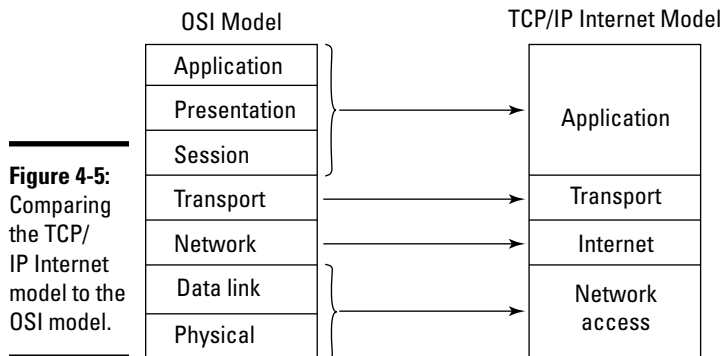 OSI Model
TCP/IP Internet Model
Application
Presentation
Session
Application
Transport
Transport
Network
Internet
Data link
Physical
Network
access
Figure 4-5:
Comparing
the TCP/
IP Internet
model to the
OSI model.